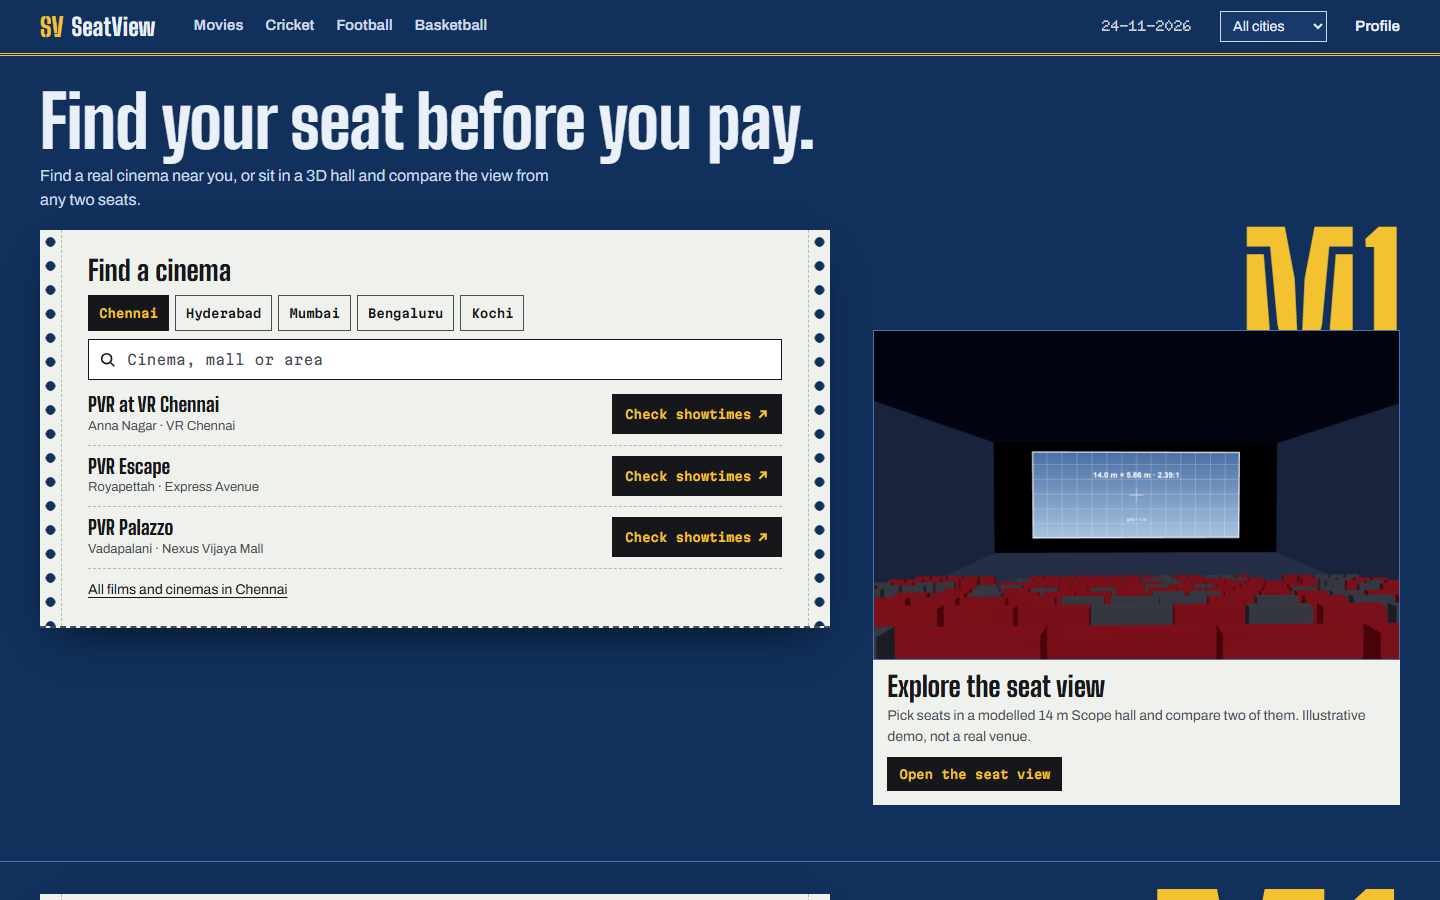 SV SeatView
Movies
Cricket
Football
Basketball
24-11-2026
All cities
Profile
Find your seat before you pay.
Find a real cinema near you, or sit in a 3D hall and compare the view from
any two seats.
Find a cinema
Chennai
Hyderabad
Mumbai
Bengaluru
Kochi
Cinema, mall or area
PVR at VR Chennai
Anna Nagar · VR Chennai
Check showtimes ↗
PVR Escape
Royapettah · Express Avenue
Check showtimes ↗
PVR Palazzo
Vadapalani · Nexus Vijaya Mall
Check showtimes ↗
All films and cinemas in Chennai
M1
14.0 m × 5.86 m · 2.39:1
Explore the seat view
Pick seats in a modelled 14 m Scope hall and compare two of them. Illustrative
demo, not a real venue.
Open the seat view